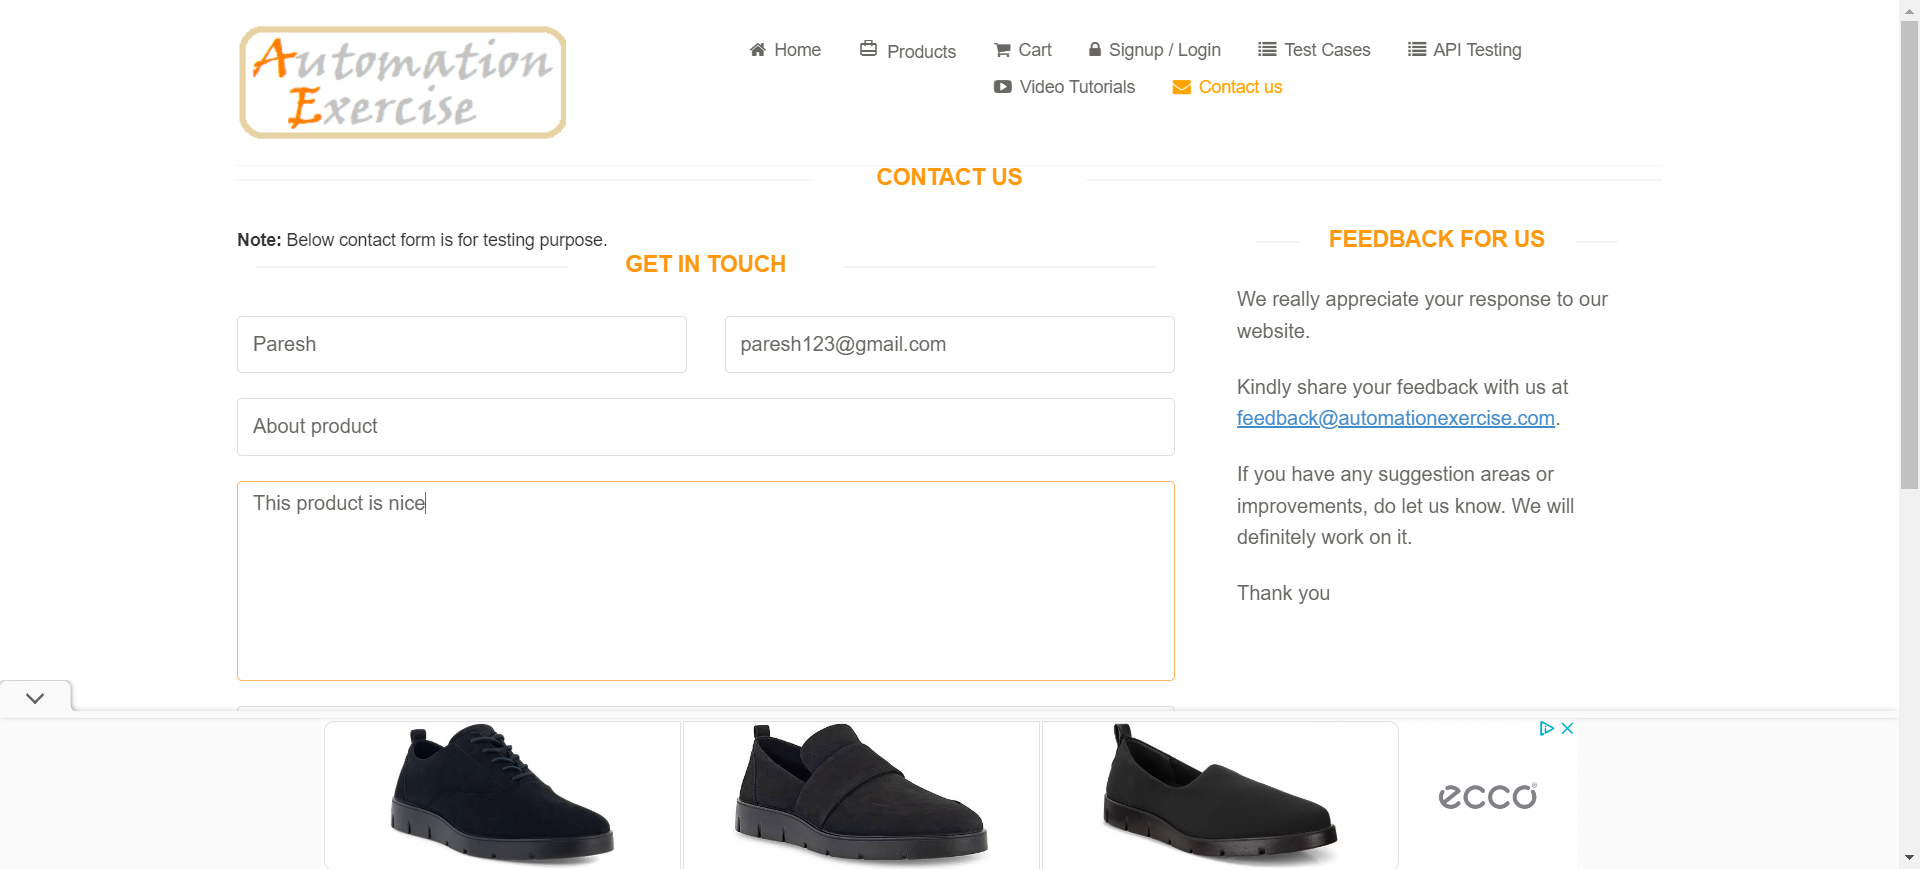 Automation
Exercise
Home
Products
Cart
Signup / Login
Test Cases
API Testing
Video Tutorials
Contact us
CONTACT US
Note: Below contact form is for testing purpose.
GET IN TOUCH
Paresh
paresh123@gmail.com
About product
This product is nice
FEEDBACK FOR US
We really appreciate your response to our
website.
Kindly share your feedback with us at
feedback@automationexercise.com.
If you have any suggestion areas or
improvements, do let us know. We will
definitely work on it.
Thank you
ecco®